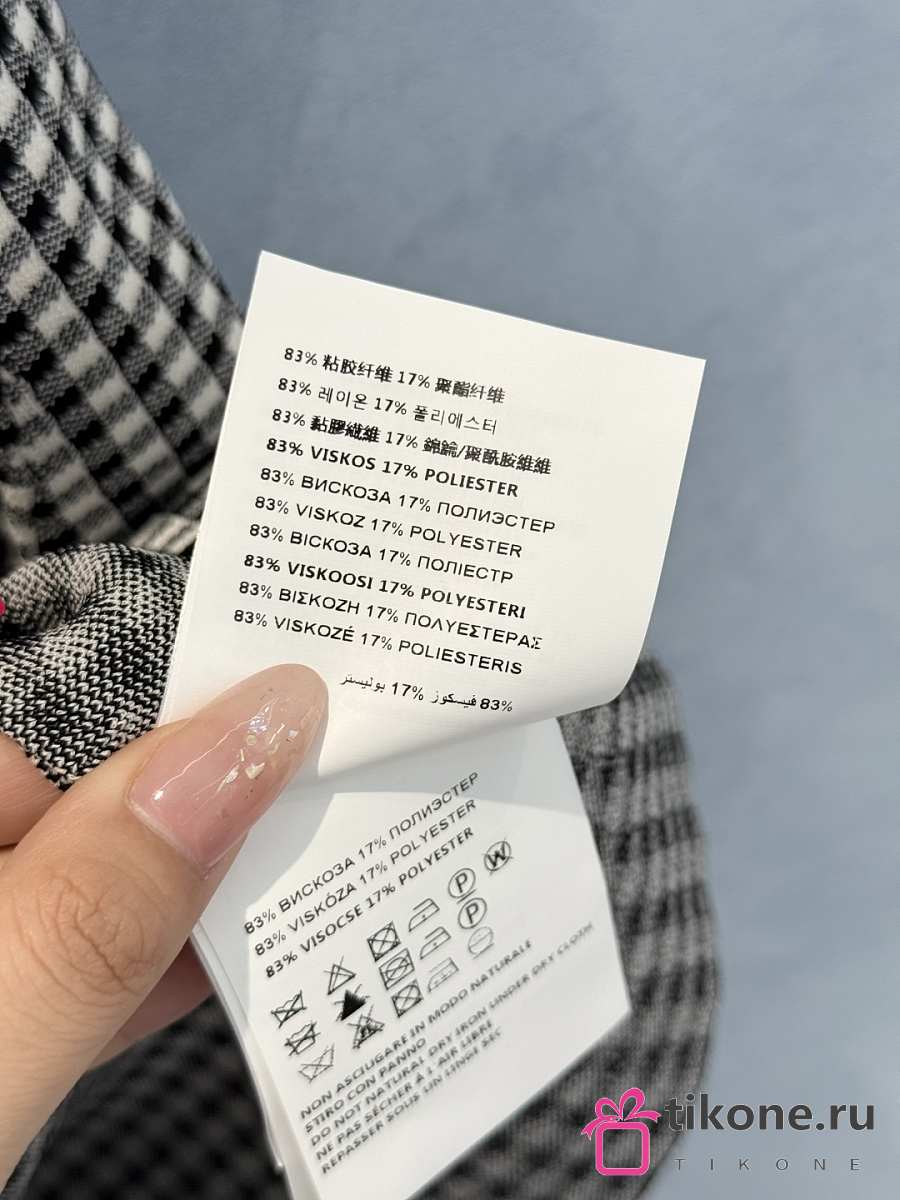 83% 粘胶纤维 17% 聚酯纤维
83% 레이온 17% 폴리에스터
83% 黏膠纖維 17% 錦綸/聚酰胺纖維
83% VISKOS 17% POLIESTER
83% ВИСКОЗА 17% ПОЛИЭСТЕР
83% VISKOZ 17% POLYESTER
83% ВІСКОЗА 17% ПОЛІЕСТР
83% VISKOOSI 17% POLYESTERI
83% ΒΙΣΚΟΖΗ 17% ΠΟΛΥΕΣΤΕΡΑΣ
83% VISKOZĖ 17% POLIESTERIS
83% فيسكوز 17% بوليستر
83% ВИСКОЗА 17% ПОЛИЭСТЕР
83% VISKÓZA 17% POLYESTER
83% VISOCSE 17% POLYESTER
P W
P
NON ASCIUGARE IN MODO NATURALE
STIRO CON PANNO
DO NOT NATURAL DRY IRON UNDER DRY CLOTH
NE PAS SÉCHER À L'AIR LIBRE
REPASSER SOUS UN LINGE SEC
tikone.ru
TIKONE